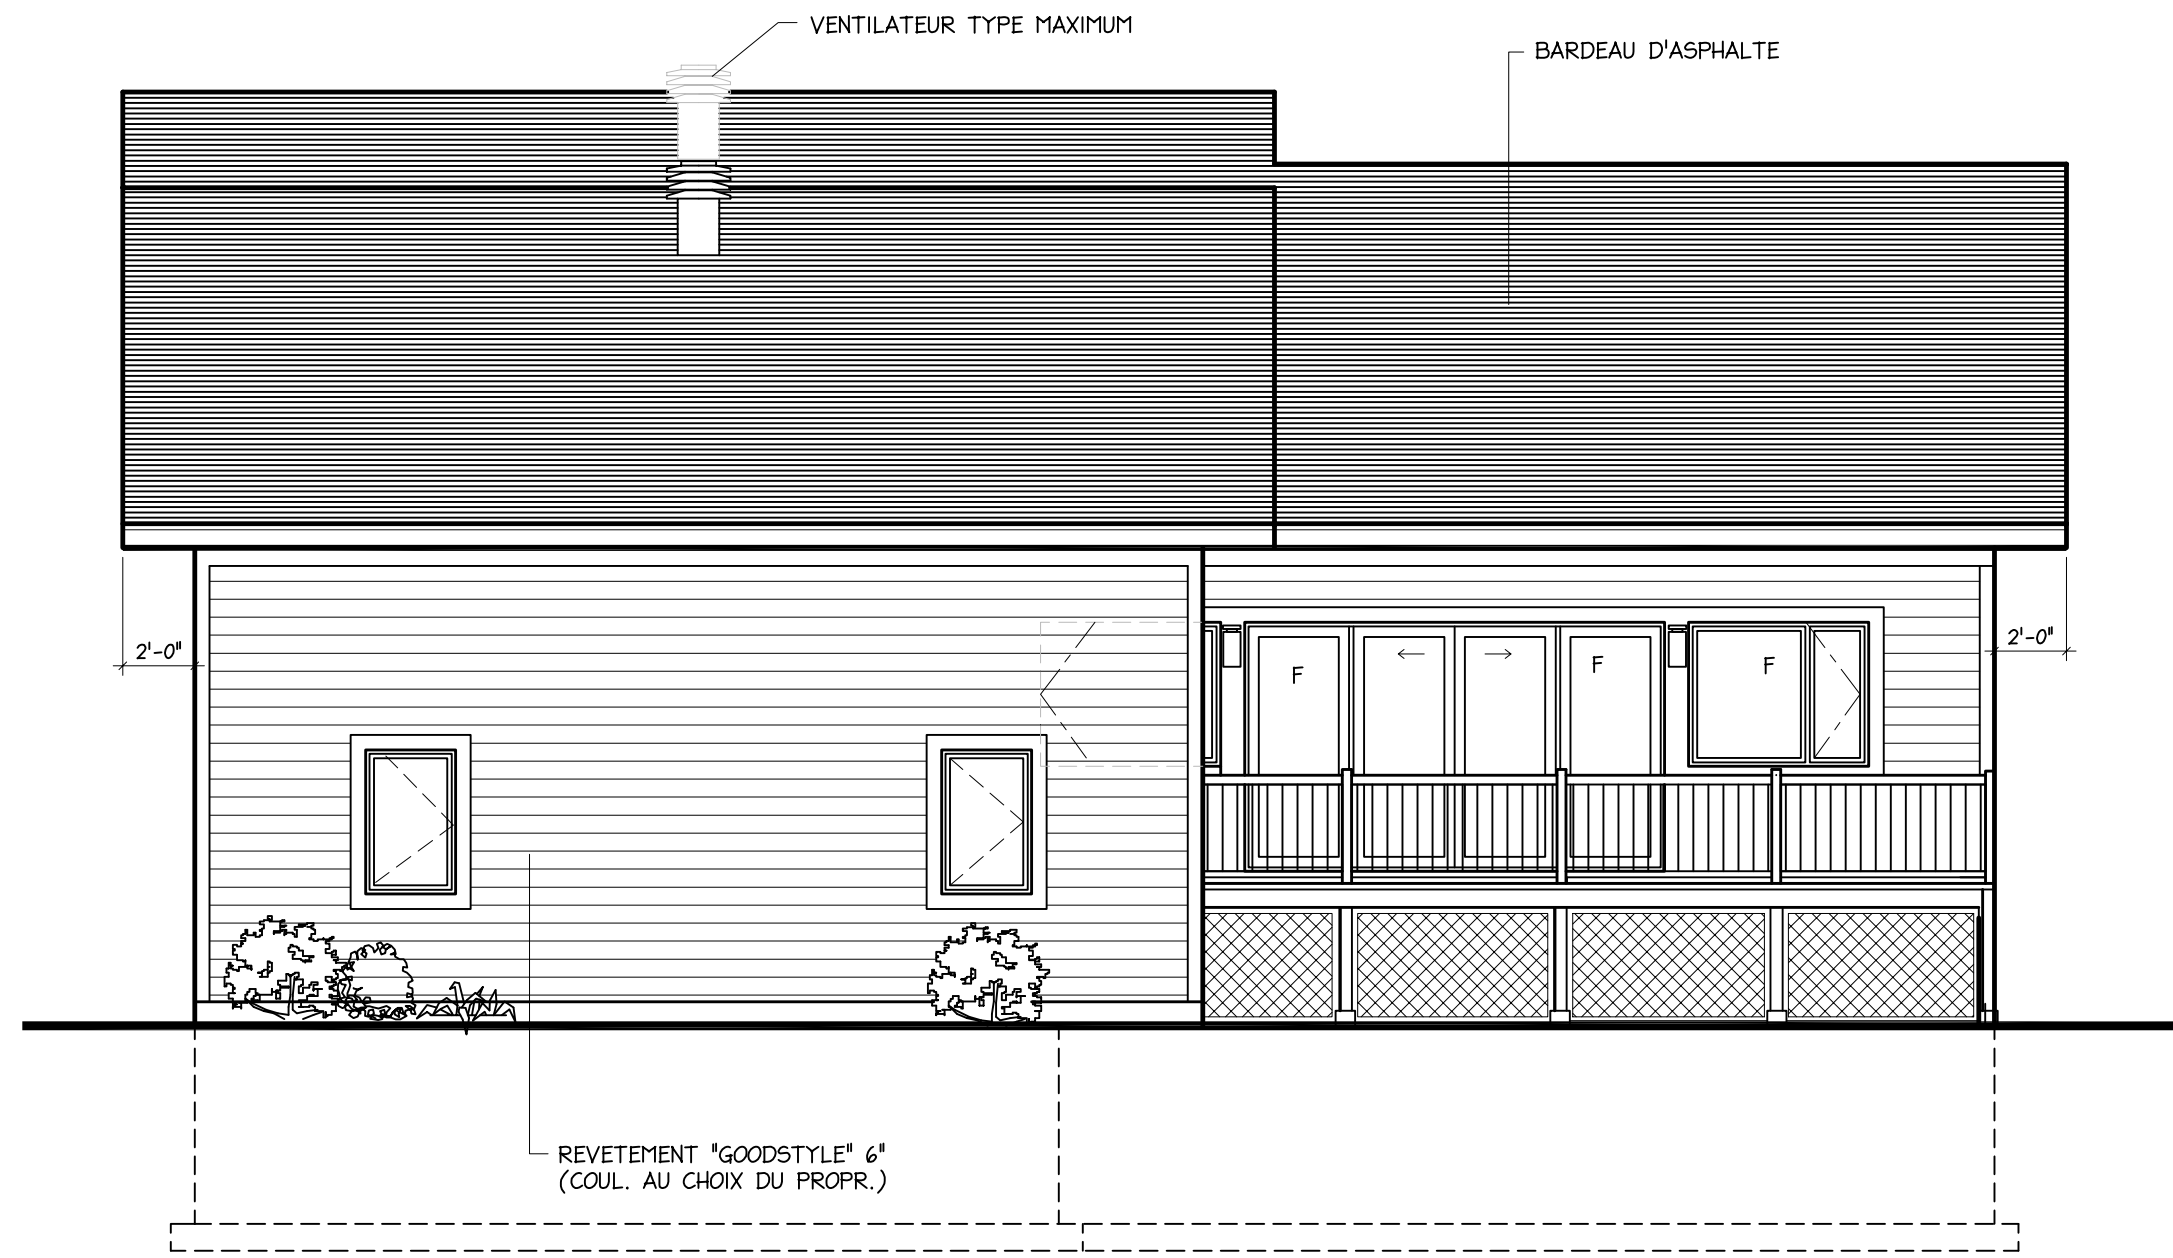 VENTILATEUR TYPE MAXIMUM
BARDEAU D'ASPHALTE
2'-0"
2'-0"
F
F
F
REVETEMENT "GOODSTYLE" 6"
(COUL. AU CHOIX DU PROPR.)